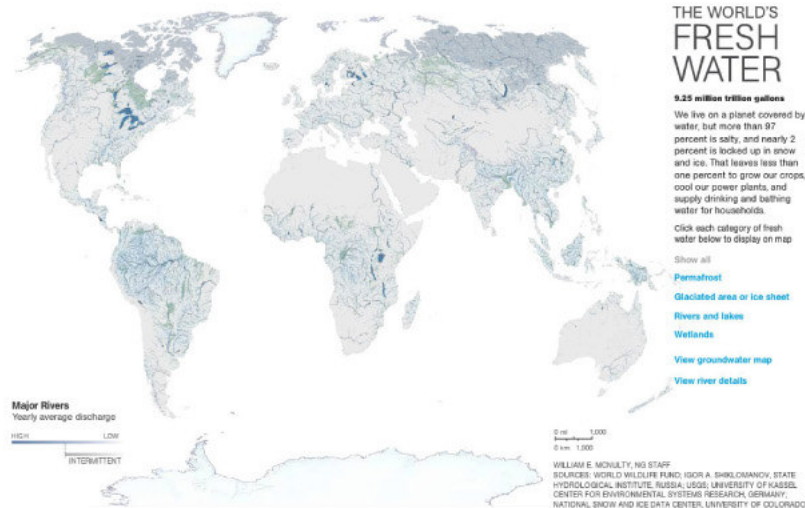 THE WORLD'S
FRESH
WATER
9.25 million trillion gallons
We live on a planet covered by
water, but more than 97
percent is salty, and nearly 2
percent is locked up in snow
and ice. That leaves less than
one percent to grow our crops,
cool our power plants, and
supply drinking and bathing
water for households.
Click each category of fresh
water below to display on map
Show all
Permafrost
Glaciated area or ice sheet
Rivers and lakes
Wetlands
View groundwater map
View river details
Major Rivers
Yearly average discharge
HIGH LOW
INTERMITTENT
0 mi 1,000
0 km 1,000
WILLIAM E. MCNULTY, NG STAFF
SOURCES: WORLD WILDLIFE FUND; IGOR A. SHIKLOMANOV, STATE
HYDROLOGICAL INSTITUTE, RUSSIA; USGS; UNIVERSITY OF KASSEL
CENTER FOR ENVIRONMENTAL SYSTEMS RESEARCH, GERMANY;
NATIONAL SNOW AND ICE DATA CENTER, UNIVERSITY OF COLORADO